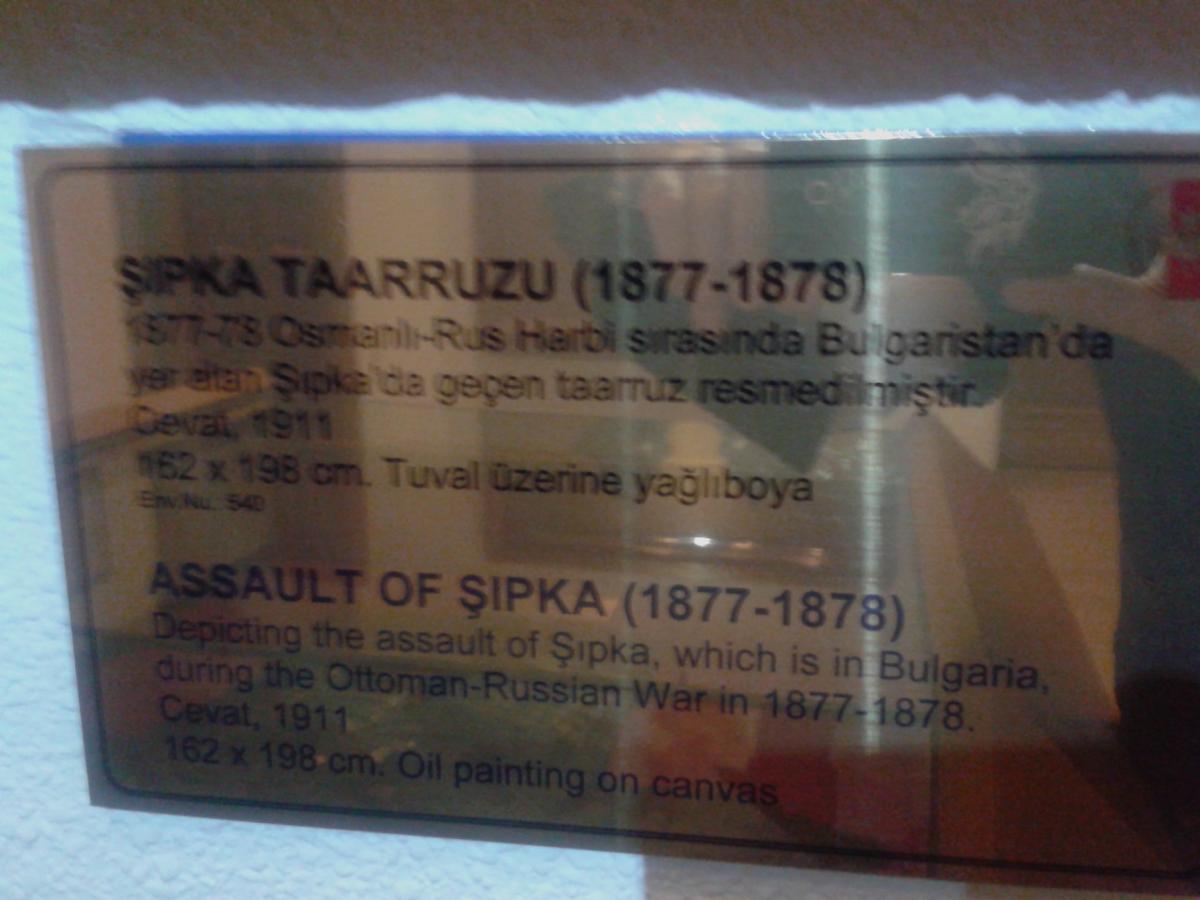 ŞIPKA TAARRUZU (1877-1878)
1877-78 Osmanlı-Rus Harbi sırasında Bulgaristan'da
yer alan Şıpka'da geçen taarruz resmedilmiştir.
Cevat, 1911
162 x 198 cm. Tuval üzerine yağlıboya
Env.Nu.: 540
ASSAULT OF ŞIPKA (1877-1878)
Depicting the assault of Şıpka, which is in Bulgaria,
during the Ottoman-Russian War in 1877-1878.
Cevat, 1911
162 x 198 cm. Oil painting on canvas